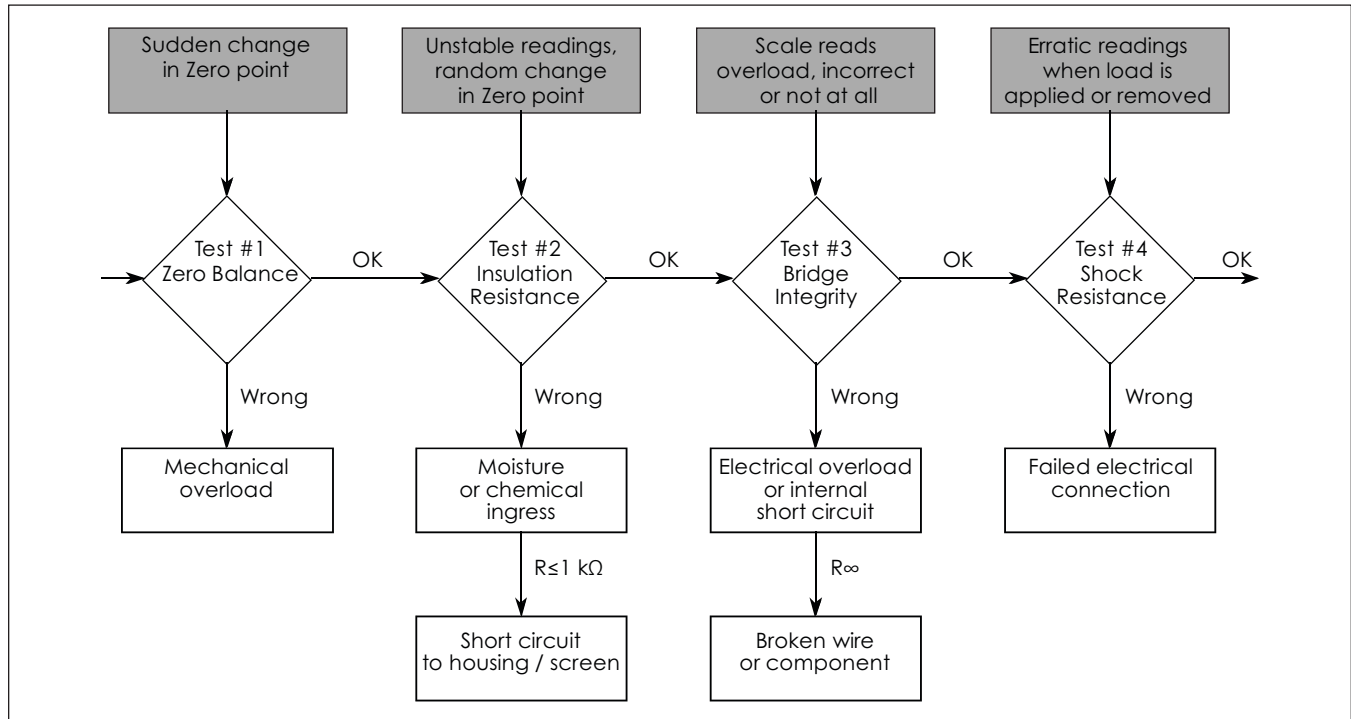 Sudden change
in Zero point
Unstable readings,
random change
in Zero point
Scale reads
overload, incorrect
or not at all
Erratic readings
when load is
applied or removed
Test #1
Zero Balance
OK
Test #2
Insulation
Resistance
OK
Test #3
Bridge
Integrity
OK
Test #4
Shock
Resistance
OK
Wrong
Wrong
Wrong
Wrong
Mechanical
overload
Moisture
or chemical
ingress
Electrical overload
or internal
short circuit
Failed electrical
connection
R≤1 kΩ
R∞
Short circuit
to housing / screen
Broken wire
or component